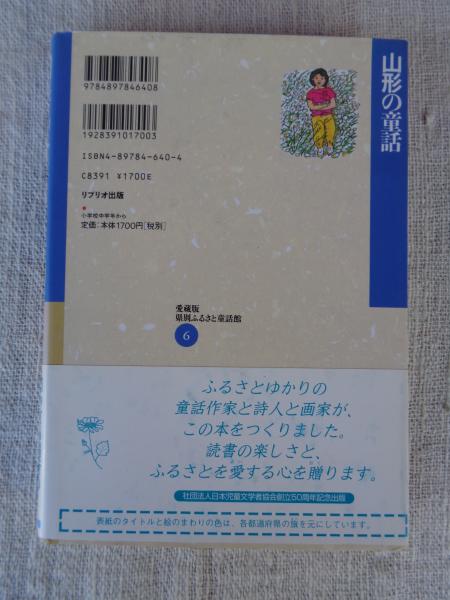 山形の童話
9784897846408
1928391017003
ISBN4-89784-640-4
C8391 ¥1700E
リブリオ出版
小学校中学年から
定価:本体1700円[税別]
愛蔵版
県別ふるさと童話館
6
ふるさとゆかりの
童話作家と詩人と画家が、
この本をつくりました。
読書の楽しさと、
ふるさとを愛する心を贈ります。
社団法人日本児童文学者協会創立50周年記念出版
表紙のタイトルと絵のまわりの色は、各都道府県の旗を元にしています。